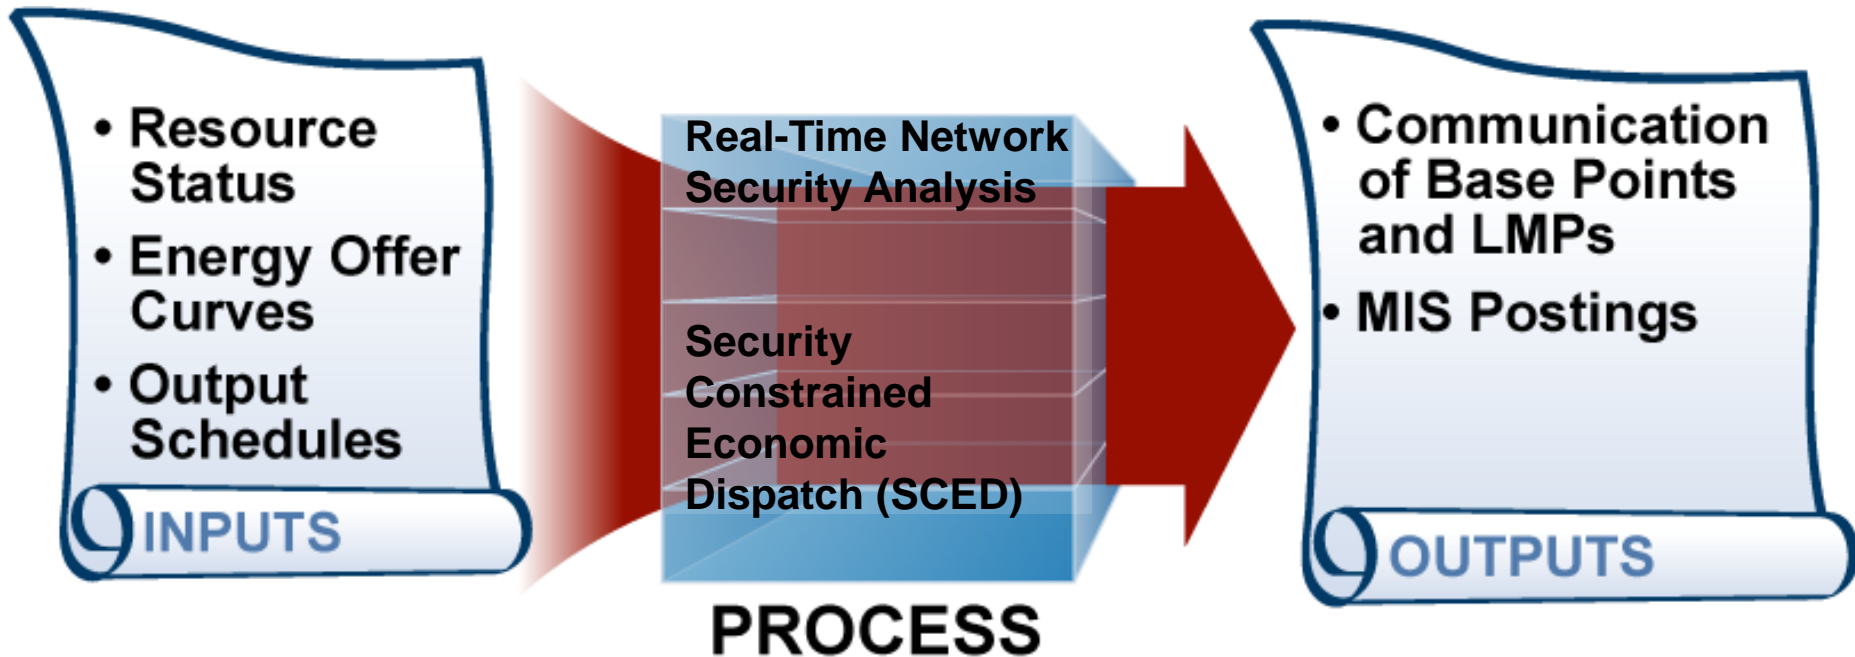 • Resource
Status
• Energy Offer
Curves
• Output
Schedules
INPUTS
Real-Time Network
Security Analysis
Security
Constrained
Economic
Dispatch (SCED)
PROCESS
• Communication
of Base Points
and LMPs
• MIS Postings
OUTPUTS